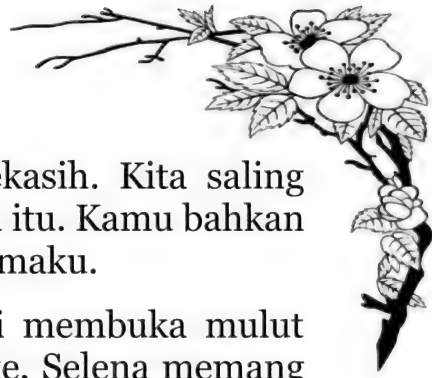 ekasih. Kita saling
itu. Kamu bahkan
maku.
i membuka mulut
Selena memang